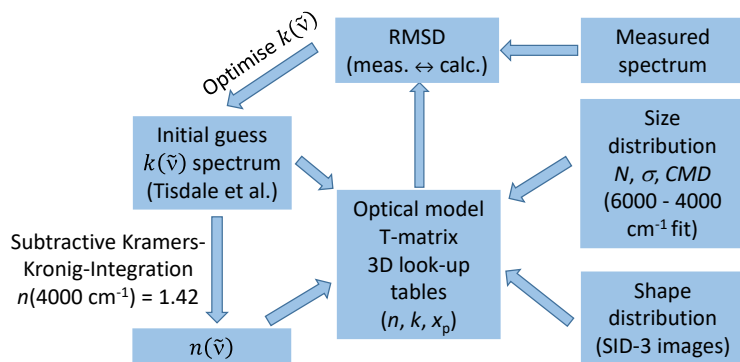 Optimise k(ṽ)
RMSD
(meas. ↔ calc.)
Measured
spectrum
Initial guess
k(ṽ) spectrum
(Tisdale et al.)
Size
distribution
N, σ, CMD
(6000 - 4000
cm⁻¹ fit)
Subtractive Kramers-
Kronig-Integration
n(4000 cm⁻¹) = 1.42
Optical model
T-matrix
3D look-up
tables
(n, k, xₚ)
n(ṽ)
Shape
distribution
(SID-3 images)